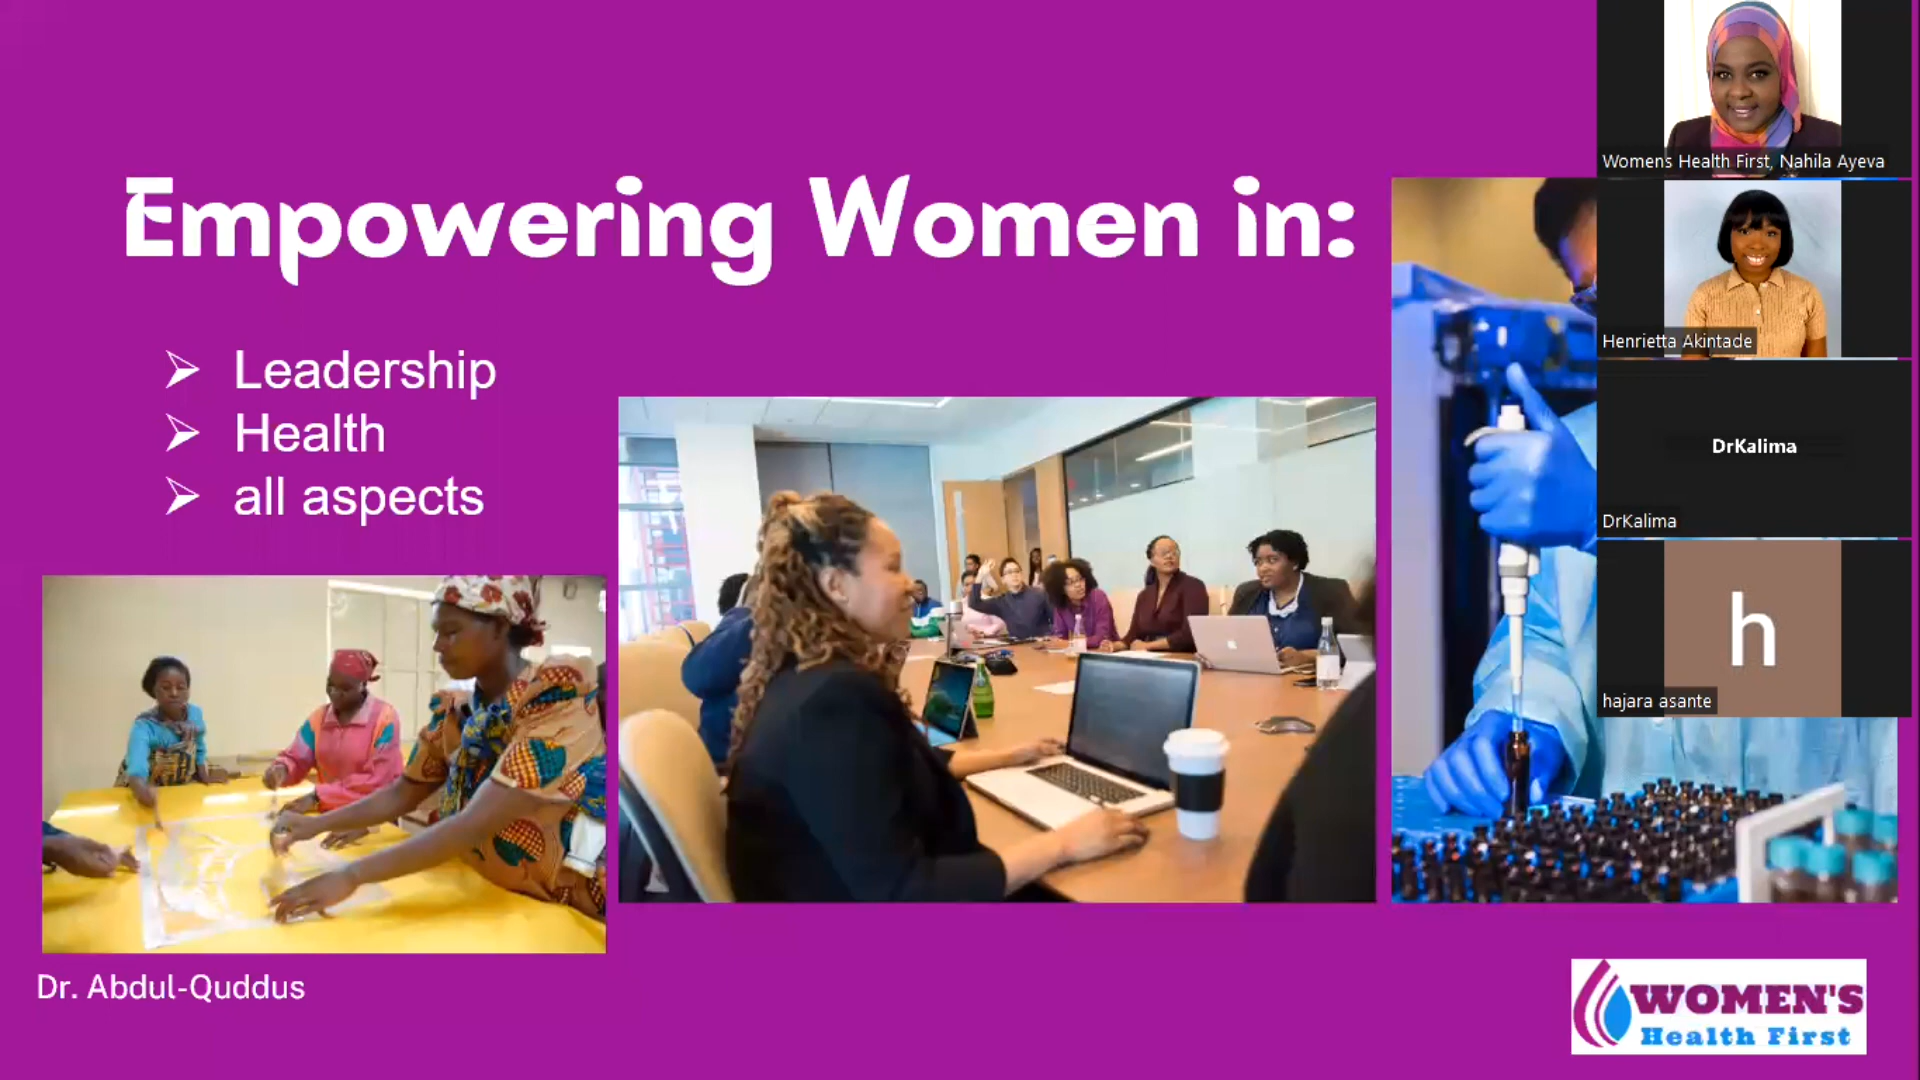 Empowering Women in:
Leadership
Health
all aspects
Dr. Abdul-Quddus
WOMEN'S
Health First
Womens Health First, Nahila Ayeva
Henrietta Akintade
DrKalima
DrKalima
h
hajara asante